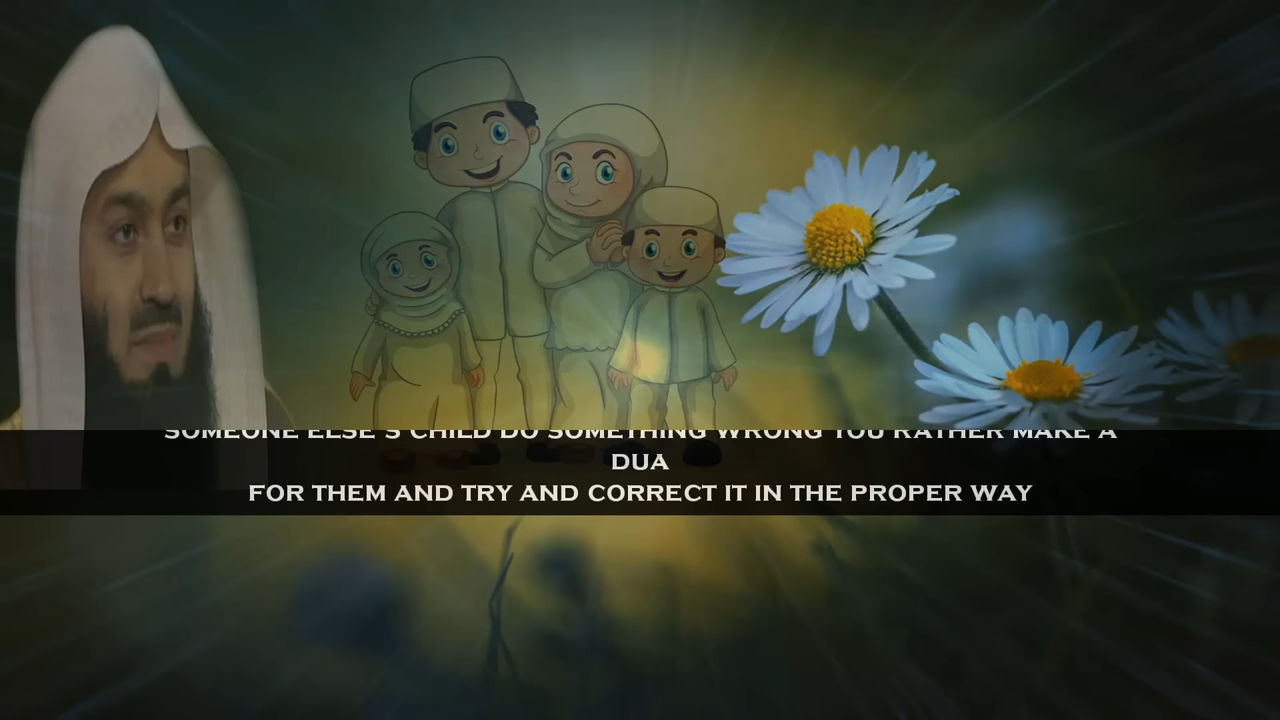 SOMEONE ELSE'S CHILD DO SOMETHING WRONG YOU RATHER MAKE A
DUA
FOR THEM AND TRY AND CORRECT IT IN THE PROPER WAY